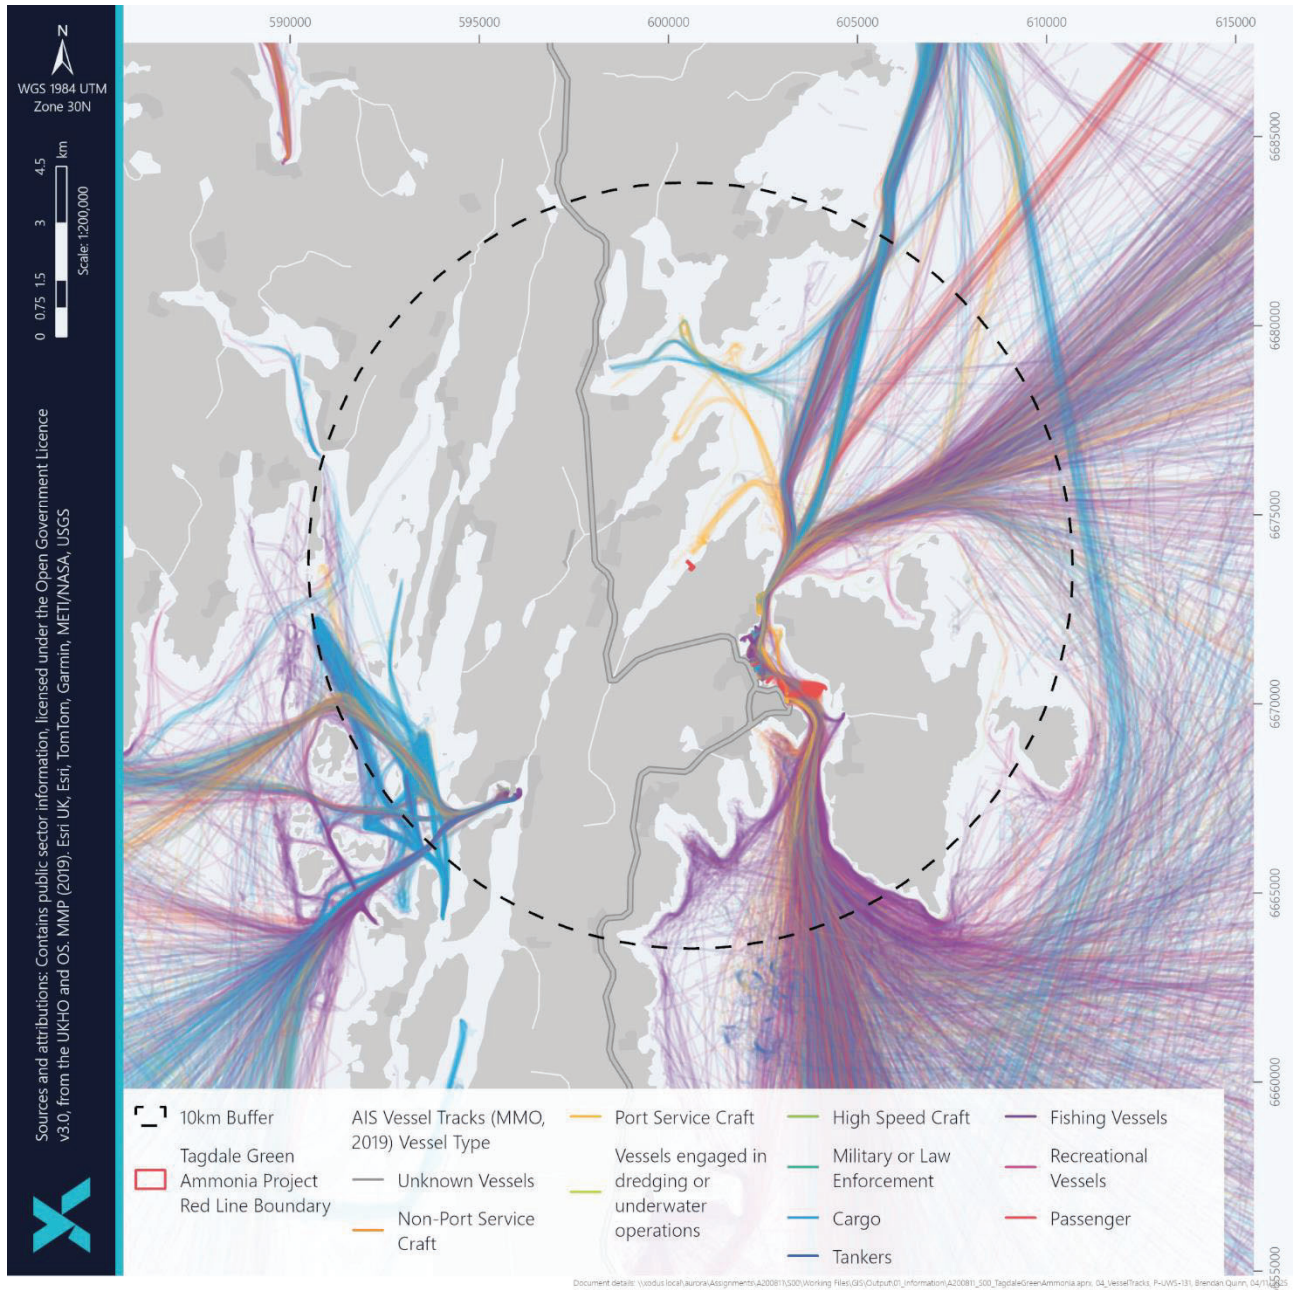 590000
595000
600000
605000
610000
615000
N
WGS 1984 UTM
Zone 30N
0 0.75 1.5 3 4.5 km
Scale: 1:200,000
6685000
6680000
6675000
6670000
6665000
6660000
Sources and attributions: Contains public sector information, licensed under the Open Government Licence
v3.0, from the UKHO and OS. MMP (2019). Esri UK, Esri, TomTom, Garmin, METI/NASA, USGS
10km Buffer
Tagdale Green
Ammonia Project
Red Line Boundary
AIS Vessel Tracks (MMO,
2019) Vessel Type
Unknown Vessels
Non-Port Service
Craft
Port Service Craft
Vessels engaged in
dredging or
underwater
operations
High Speed Craft
Military or Law
Enforcement
Cargo
Tankers
Fishing Vessels
Recreational
Vessels
Passenger